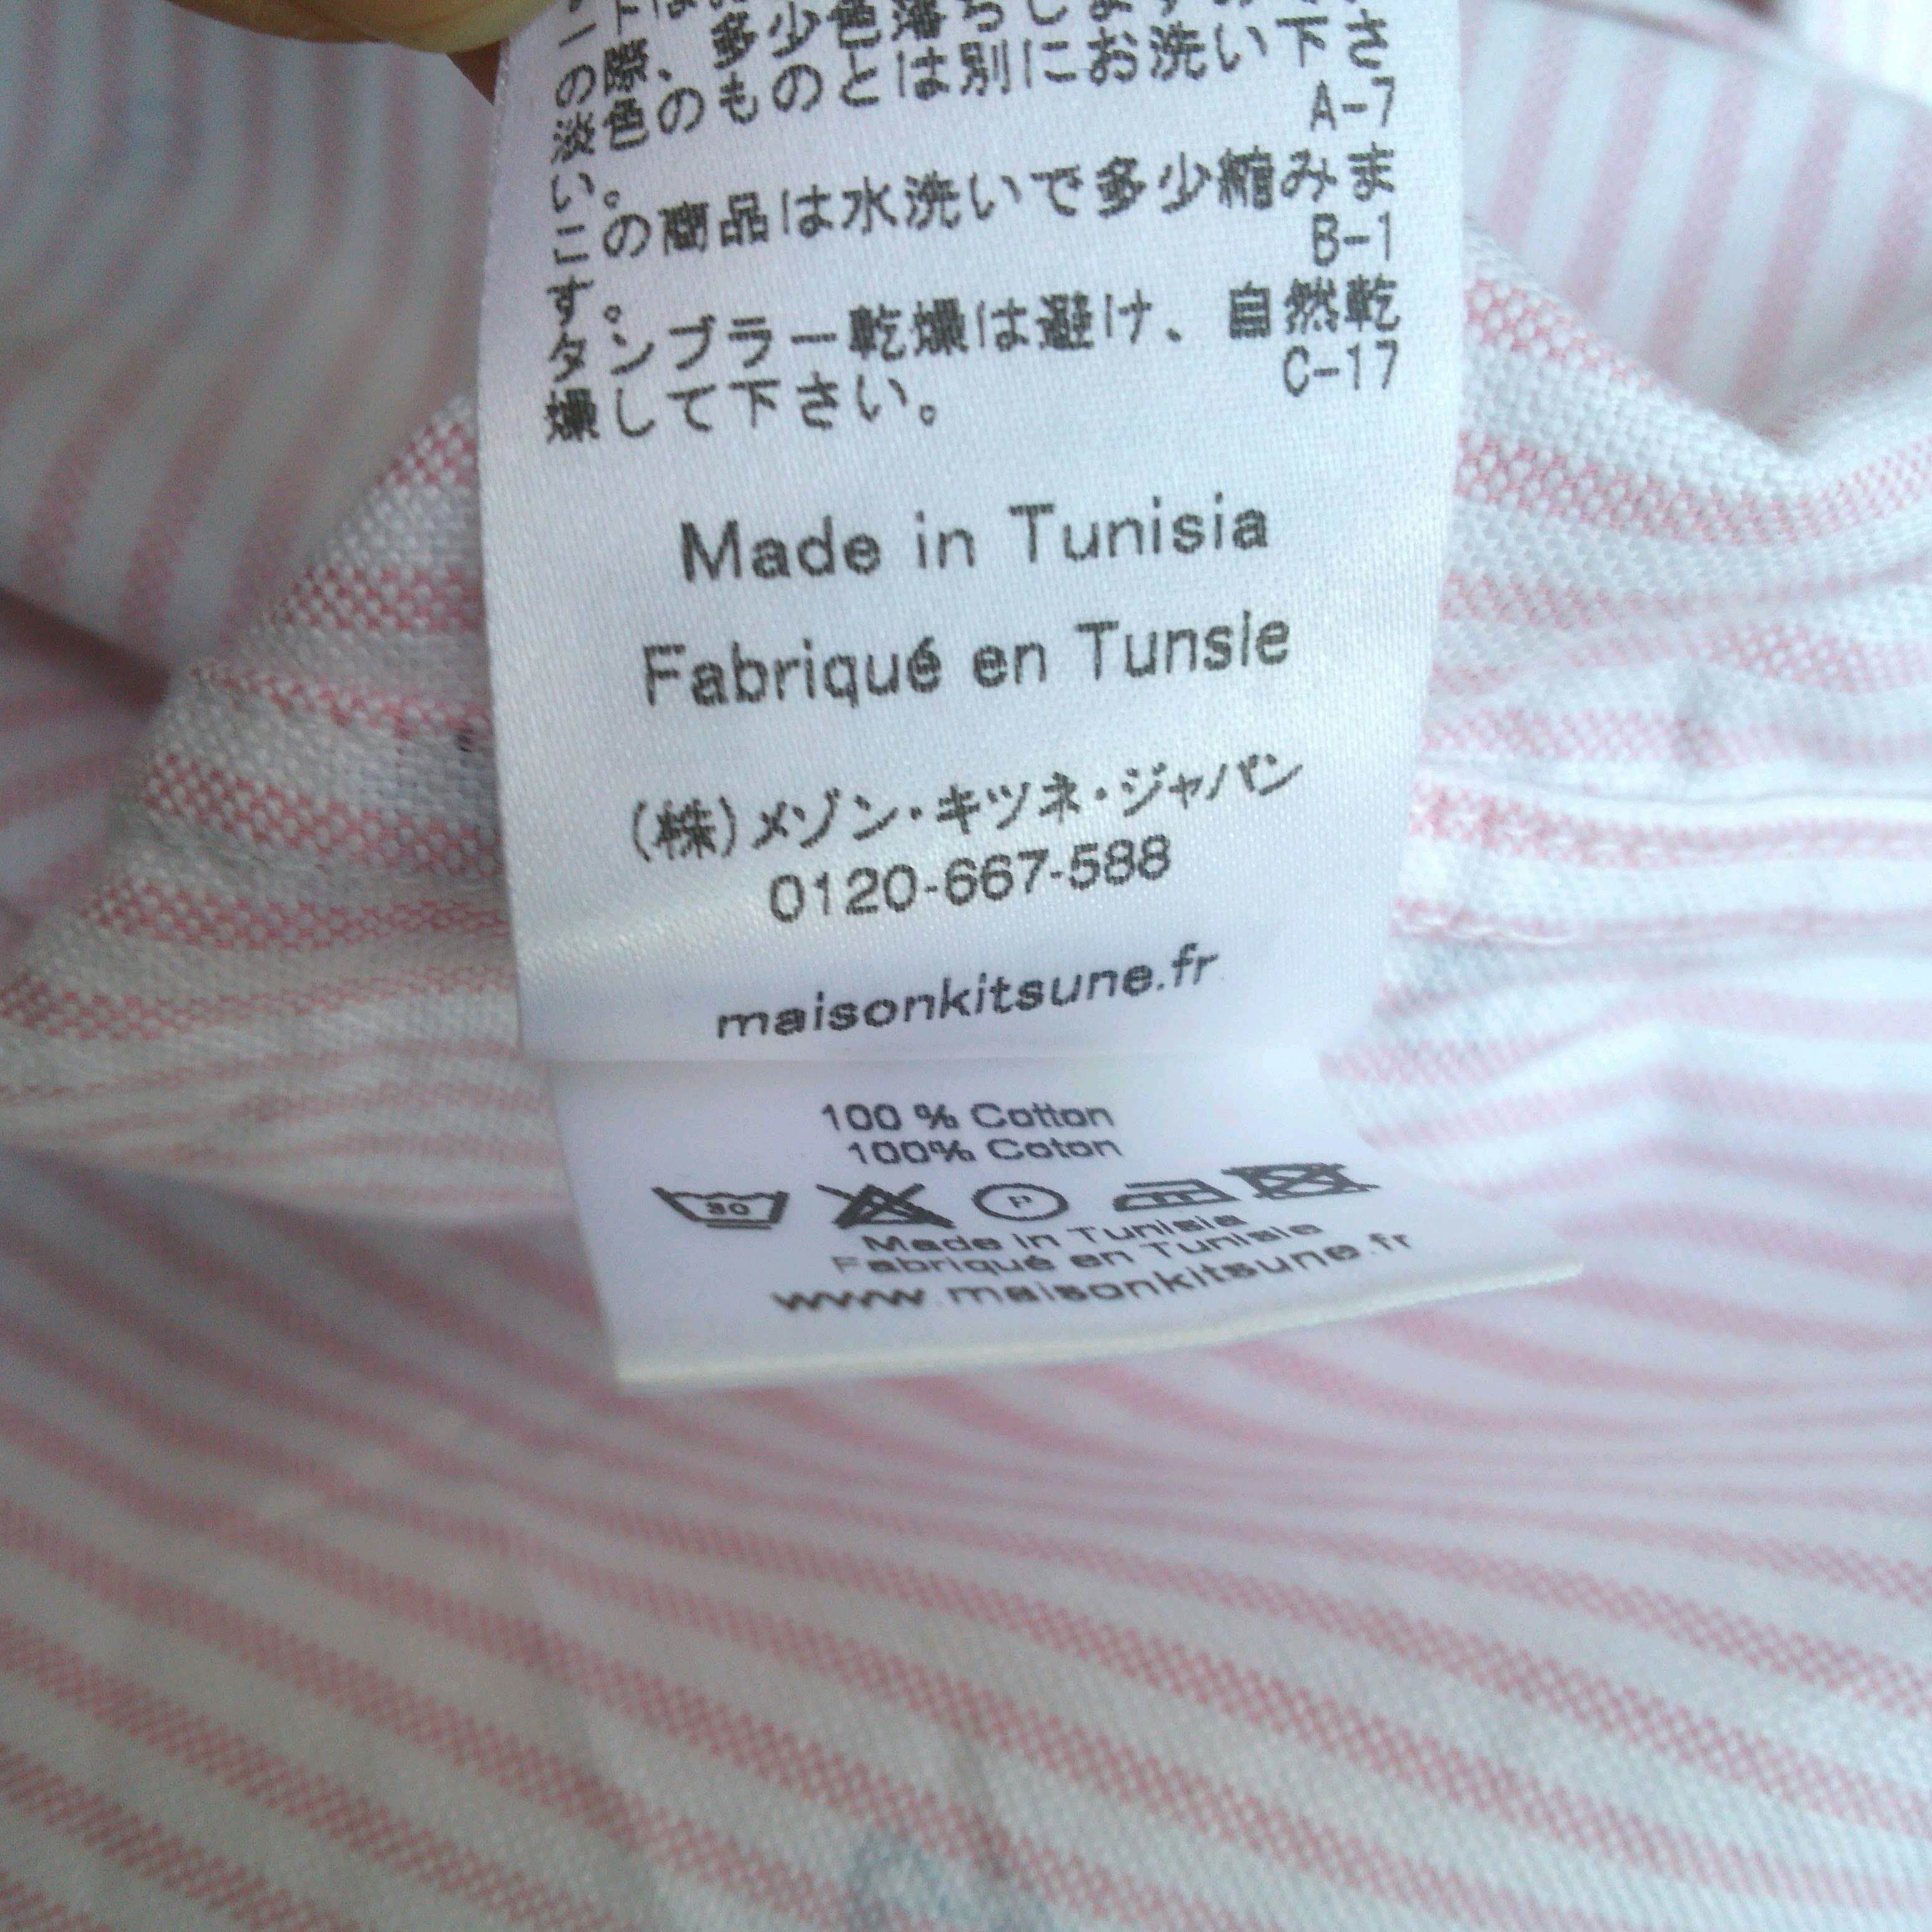 の際、多少色落ちします
淡色のものとは別にお洗い下さ
い。 A-7
この商品は水洗いで多少縮みま
す。 B-1
タンブラー乾燥は避け、自然乾
燥して下さい。 C-17
Made in Tunisia
Fabriqué en Tunsie
(株)メゾン・キツネ・ジャパン
0120-667-588
maisonkitsune.fr
100 % Cotton
100% Coton
30 P
Made in Tunisia
Fabriqué en Tunisie
www.maisonkitsune.fr